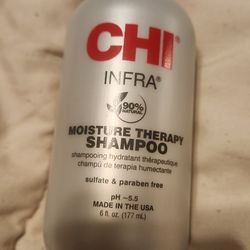 CHI
INFRA®
90%
NATURAL
MOISTURE THERAPY
SHAMPOO
shampooing hydratant thérapeutique
champú de terapia humectante
sulfate & paraben free
pH ~5.5
MADE IN THE USA
6 fl. oz. (177 mL)